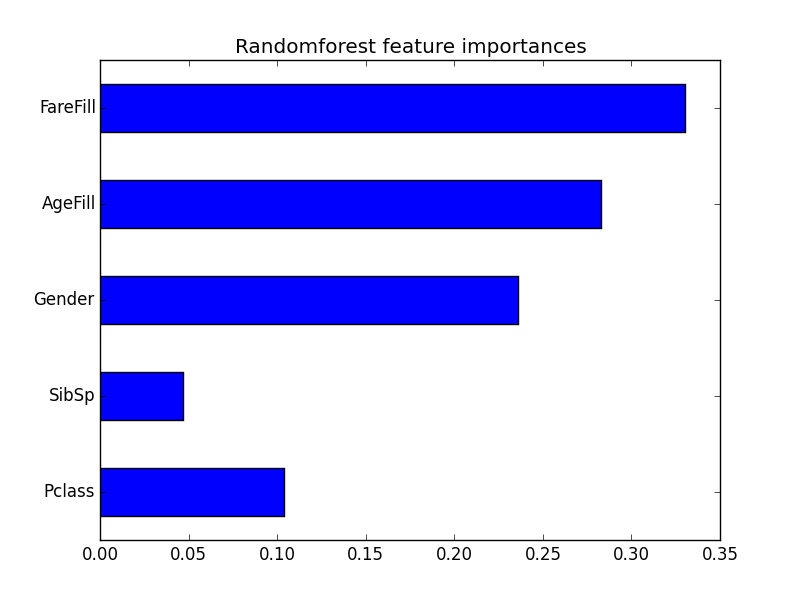 Randomforest feature importances
FareFill
AgeFill
Gender
SibSp
Pclass
0.00 0.05 0.10 0.15 0.20 0.25 0.30 0.35